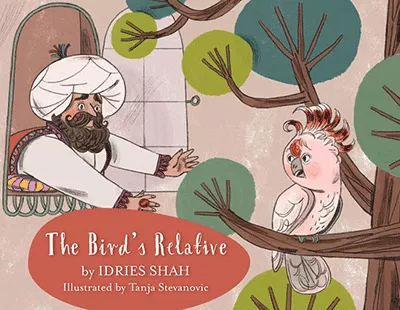 The Bird's Relative
by IDRIES SHAH
Illustrated by Tanja Stevanovic